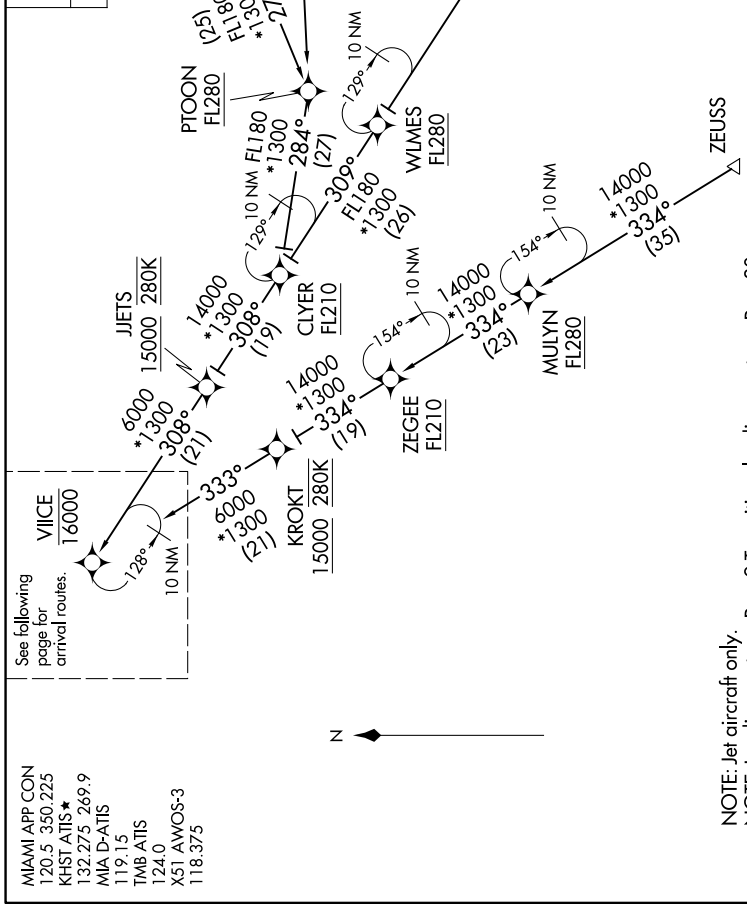 MIAMI APP CON
120.5 350.225
KHST ATIS★
132.275 269.9
MIA D-ATIS
119.15
TMB ATIS
124.0
X51 AWOS-3
118.375
See following
page for
arrival routes.
VIICE
16000
128°
10 NM
N
6000
*1300
308°
(21)
JJETS
15000 280K
14000
*1300
308°
(19)
333°
6000
*1300
(21)
KROKT
15000 280K
14000
*1300
334°
(19)
129°
10 NM
CLYER
FL210
PTOON
FL280
FL180
*1300
284°
(27)
(25)
FL180
*1300
27
309°
FL180
*1300
(26)
129°
10 NM
WLMES
FL280
154°
10 NM
ZEGEE
FL210
14000
*1300
334°
(23)
154°
10 NM
MULYN
FL280
14000
*1300
334°
(35)
ZEUSS
NOTE: Jet aircraft only.